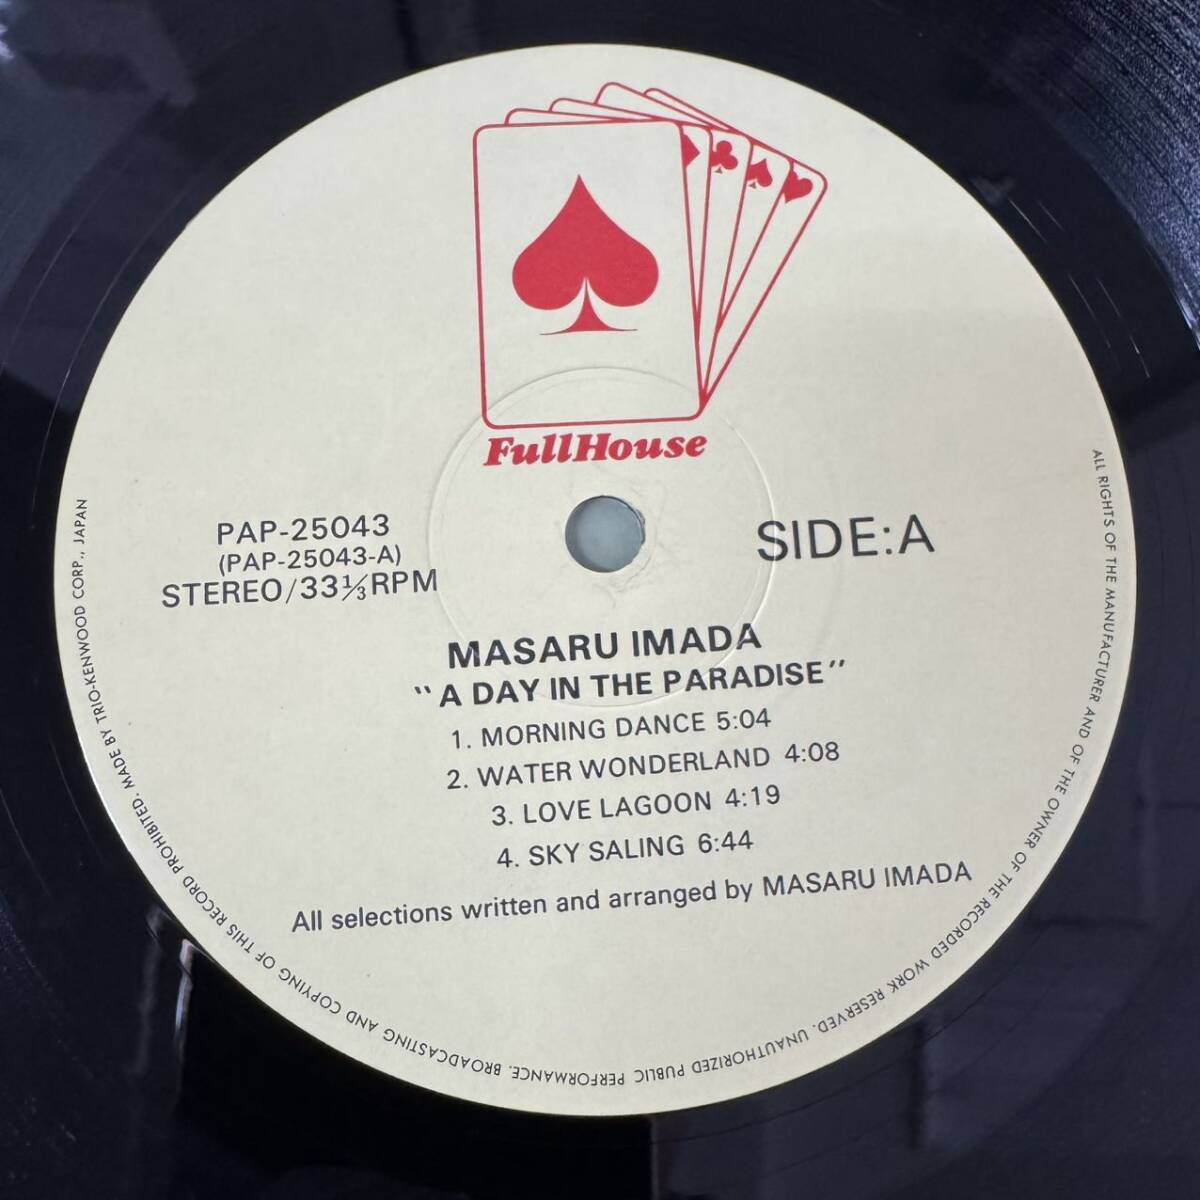 FullHouse
PAP-25043
(PAP-25043-A)
STEREO/33⅓RPM
SIDE:A
MASARU IMADA
"A DAY IN THE PARADISE"
1. MORNING DANCE 5:04
2. WATER WONDERLAND 4:08
3. LOVE LAGOON 4:19
4. SKY SALING 6:44
All selections written and arranged by MASARU IMADA
ALL RIGHTS OF THE MANUFACTURER AND OF THE OWNER OF THE RECORDED WORK RESERVED. UNAUTHORIZED PUBLIC PERFORMANCE. BROADCASTING AND COPYING OF THIS RECORD PROHIBITED. MADE BY TRIO-KENWOOD CORP., JAPAN